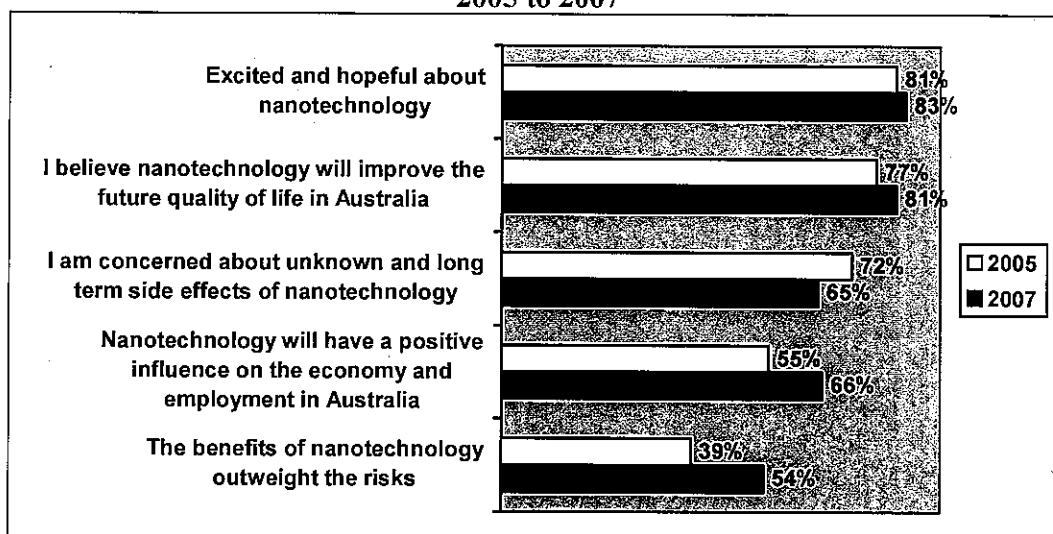 2005 to 2007
Excited and hopeful about
nanotechnology
81%
83%
I believe nanotechnology will improve the
future quality of life in Australia
77%
81%
I am concerned about unknown and long
term side effects of nanotechnology
72%
65%
Nanotechnology will have a positive
influence on the economy and
employment in Australia
55%
66%
The benefits of nanotechnology
outweight the risks
39%
54%
2005
2007